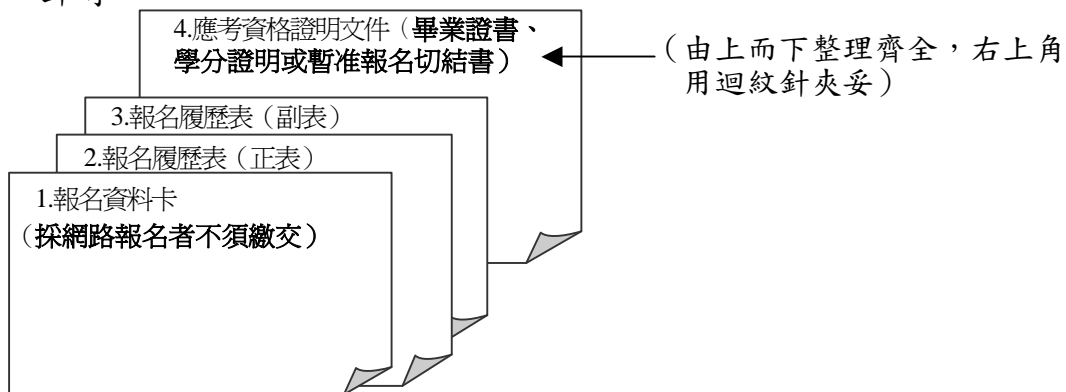 4.應考資格證明文件（畢業證書、
學分證明或暫准報名切結書）
（由上而下整理齊全，右上角
用迴紋針夾妥）
3.報名履歷表（副表）
2.報名履歷表（正表）
1.報名資料卡
（採網路報名者不須繳交）